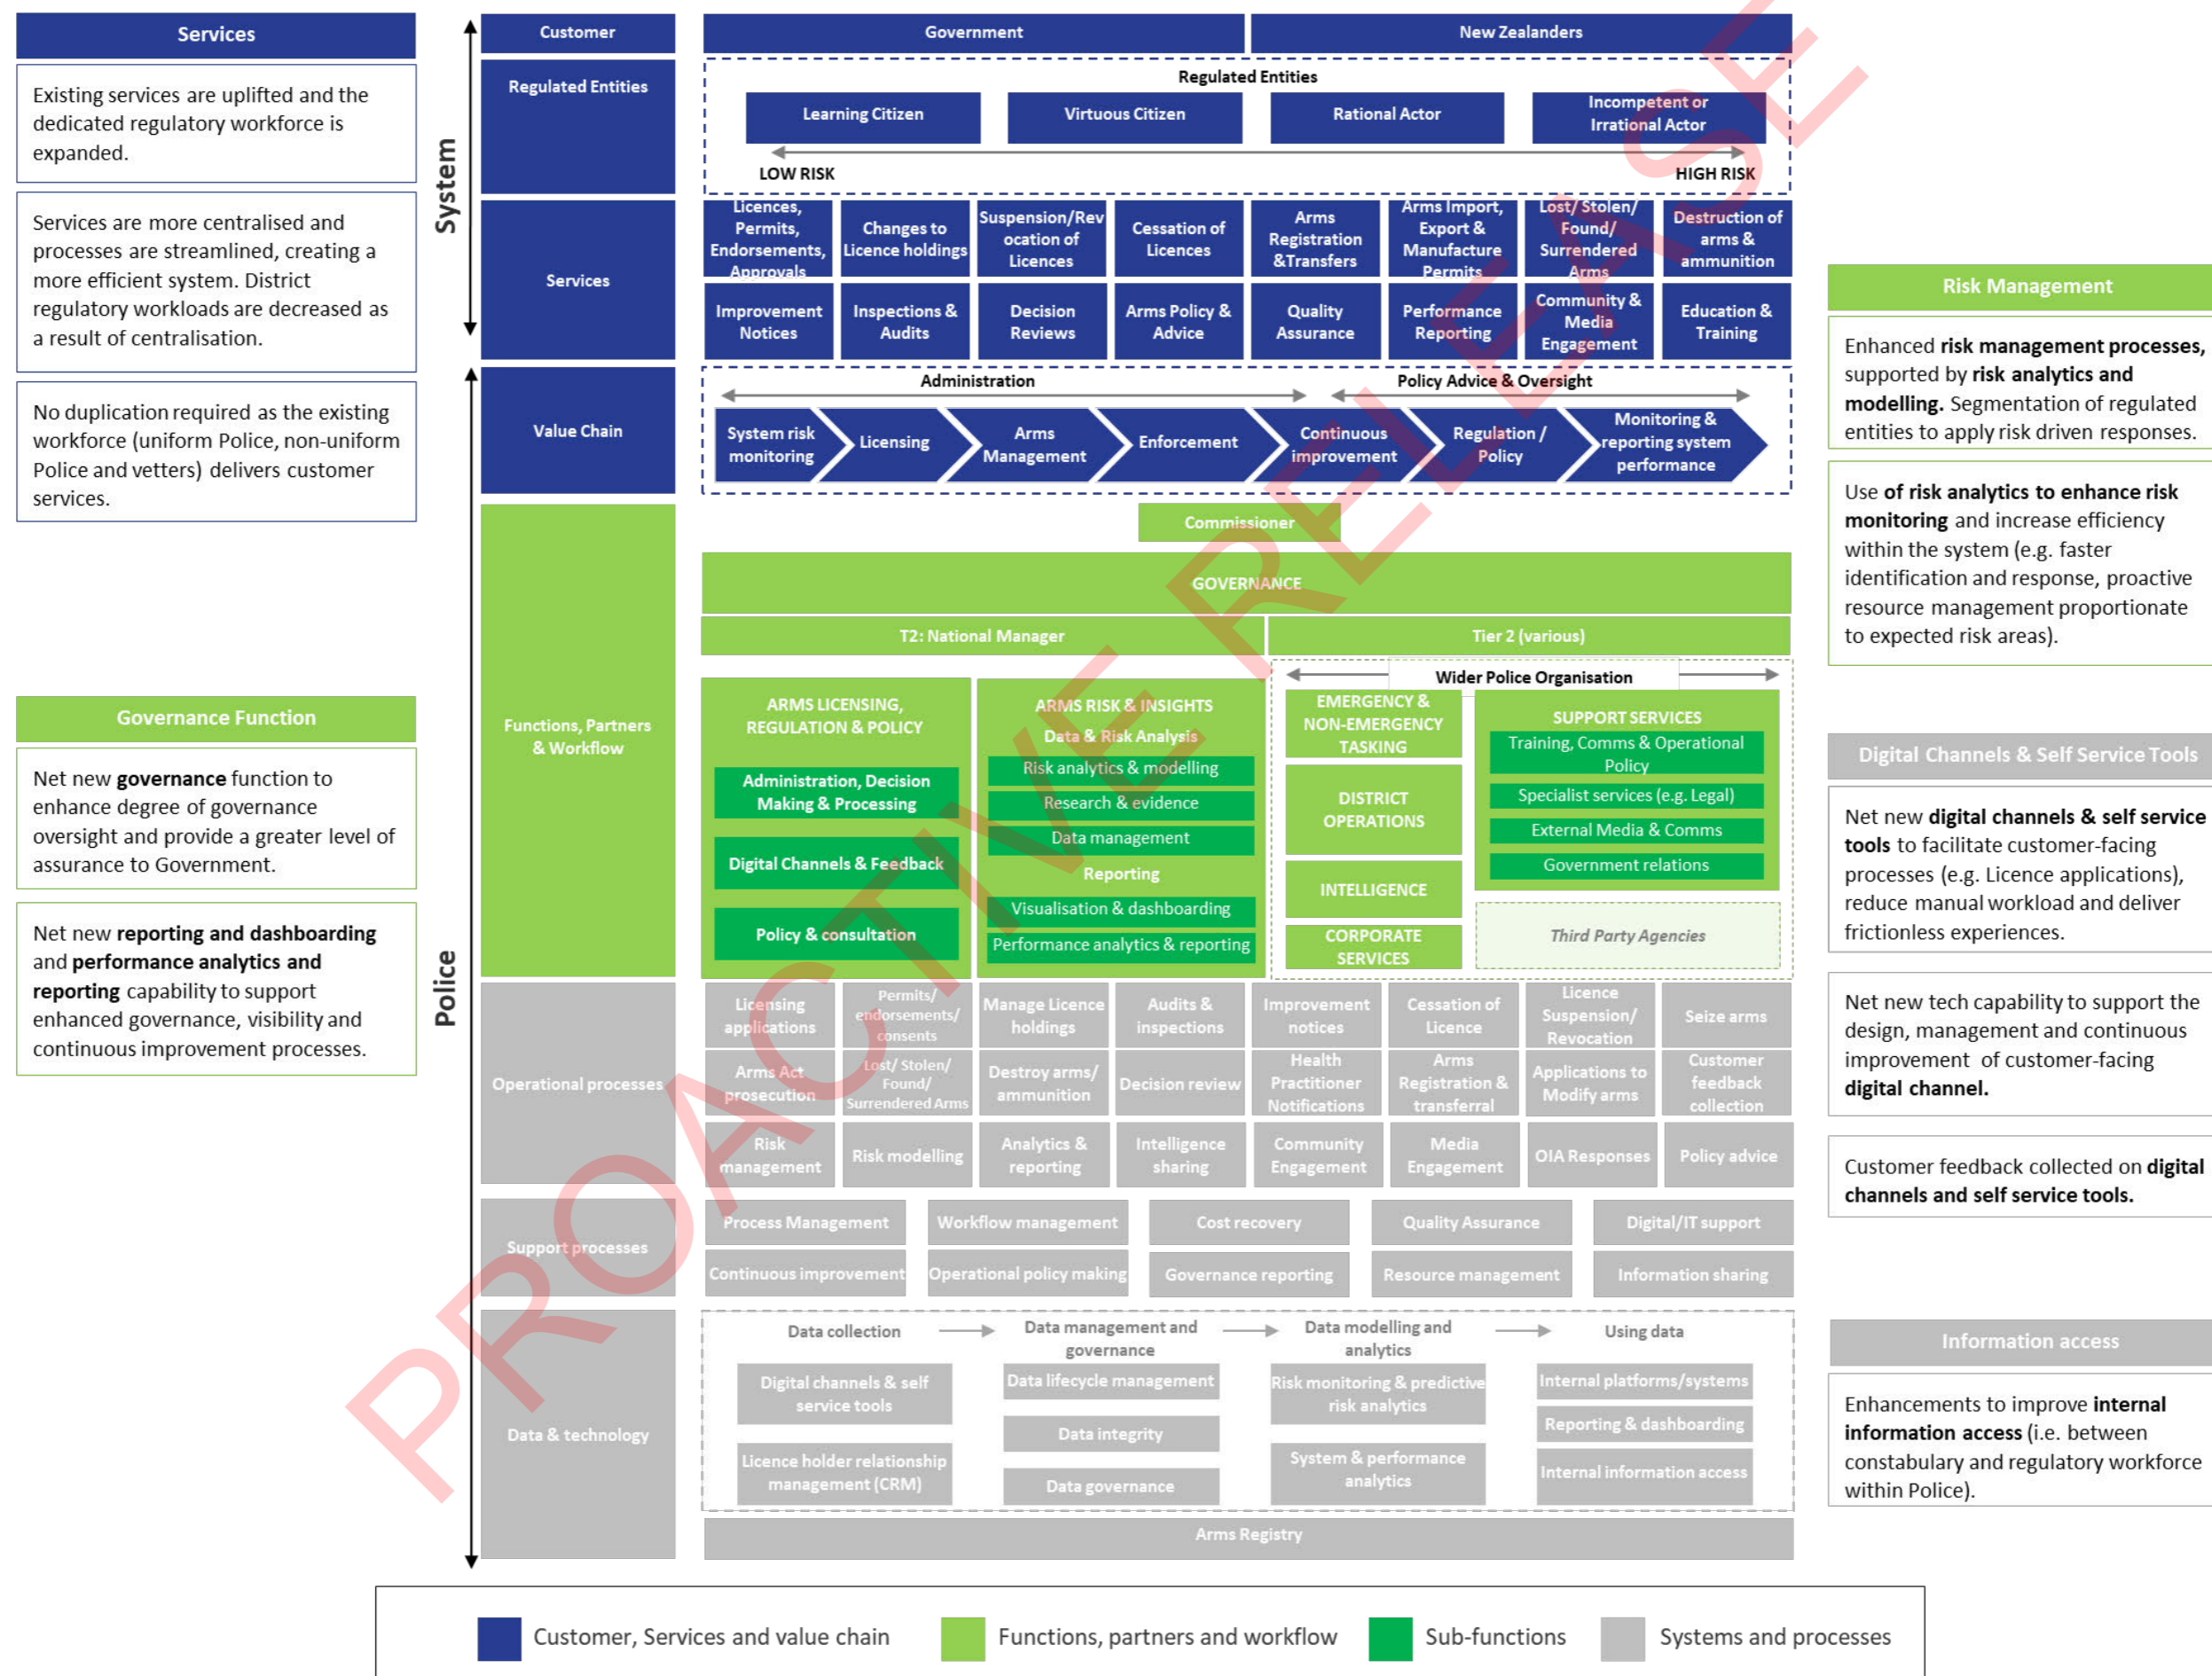 Services
Existing services are uplifted and the
dedicated regulatory workforce is
expanded.
Services are more centralised and
processes are streamlined, creating a
more efficient system. District
regulatory workloads are decreased as
a result of centralisation.
No duplication required as the existing
workforce (uniform Police, non-uniform
Police and vetters) delivers customer
services.
Governance Function
Net new governance function to
enhance degree of governance
oversight and provide a greater level of
assurance to Government.
Net new reporting and dashboarding
and performance analytics and
reporting capability to support
enhanced governance, visibility and
continuous improvement processes.
System
Police
Customer
Government
New Zealanders
Regulated Entities
Regulated Entities
Learning Citizen
Virtuous Citizen
Rational Actor
Incompetent or
Irrational Actor
LOW RISK
HIGH RISK
Services
Licences,
Permits,
Endorsements,
Approvals
Changes to
Licence holdings
Suspension/Rev
ocation of
Licences
Cessation of
Licences
Arms
Registration
&Transfers
Arms Import,
Export &
Manufacture
Permits
Lost/ Stolen/
Found/
Surrendered
Arms
Destruction of
arms &
ammunition
Improvement
Notices
Inspections &
Audits
Decision
Reviews
Arms Policy &
Advice
Quality
Assurance
Performance
Reporting
Community &
Media
Engagement
Education &
Training
Value Chain
Administration
Policy Advice & Oversight
System risk
monitoring
Licensing
Arms
Management
Enforcement
Continuous
improvement
Regulation /
Policy
Monitoring &
reporting system
performance
Functions, Partners
& Workflow
Commissioner
GOVERNANCE
T2: National Manager
Tier 2 (various)
ARMS LICENSING,
REGULATION & POLICY
Administration, Decision
Making & Processing
Digital Channels & Feedback
Policy & consultation
ARMS RISK & INSIGHTS
Data & Risk Analysis
Risk analytics & modelling
Research & evidence
Data management
Reporting
Visualisation & dashboarding
Performance analytics & reporting
Wider Police Organisation
EMERGENCY &
NON-EMERGENCY
TASKING
DISTRICT
OPERATIONS
INTELLIGENCE
CORPORATE
SERVICES
SUPPORT SERVICES
Training, Comms & Operational
Policy
Specialist services (e.g. Legal)
External Media & Comms
Government relations
Third Party Agencies
Operational processes
Licensing
applications
Permits/
endorsements/
consents
Manage Licence
holdings
Audits &
inspections
Improvement
notices
Cessation of
Licence
Licence
Suspension/
Revocation
Seize arms
Arms Act
prosecution
Lost/ Stolen/
Found/
Surrendered Arms
Destroy arms/
ammunition
Decision review
Health
Practitioner
Notifications
Arms
Registration &
transferral
Applications to
Modify arms
Customer
feedback
collection
Risk
management
Risk modelling
Analytics &
reporting
Intelligence
sharing
Community
Engagement
Media
Engagement
OIA Responses
Policy advice
Support processes
Process Management
Workflow management
Cost recovery
Quality Assurance
Digital/IT support
Continuous improvement
Operational policy making
Governance reporting
Resource management
Information sharing
Data & technology
Data collection
Data management and
governance
Data modelling and
analytics
Using data
Digital channels & self
service tools
Licence holder relationship
management (CRM)
Data lifecycle management
Data integrity
Data governance
Risk monitoring & predictive
risk analytics
System & performance
analytics
Internal platforms/systems
Reporting & dashboarding
Internal information access
Arms Registry
Risk Management
Enhanced risk management processes,
supported by risk analytics and
modelling. Segmentation of regulated
entities to apply risk driven responses.
Use of risk analytics to enhance risk
monitoring and increase efficiency
within the system (e.g. faster
identification and response, proactive
resource management proportionate
to expected risk areas).
Digital Channels & Self Service Tools
Net new digital channels & self service
tools to facilitate customer-facing
processes (e.g. Licence applications),
reduce manual workload and deliver
frictionless experiences.
Net new tech capability to support the
design, management and continuous
improvement of customer-facing
digital channel.
Customer feedback collected on digital
channels and self service tools.
Information access
Enhancements to improve internal
information access (i.e. between
constabulary and regulatory workforce
within Police).
Customer, Services and value chain
Functions, partners and workflow
Sub-functions
Systems and processes
PROACTIVE RELEASE